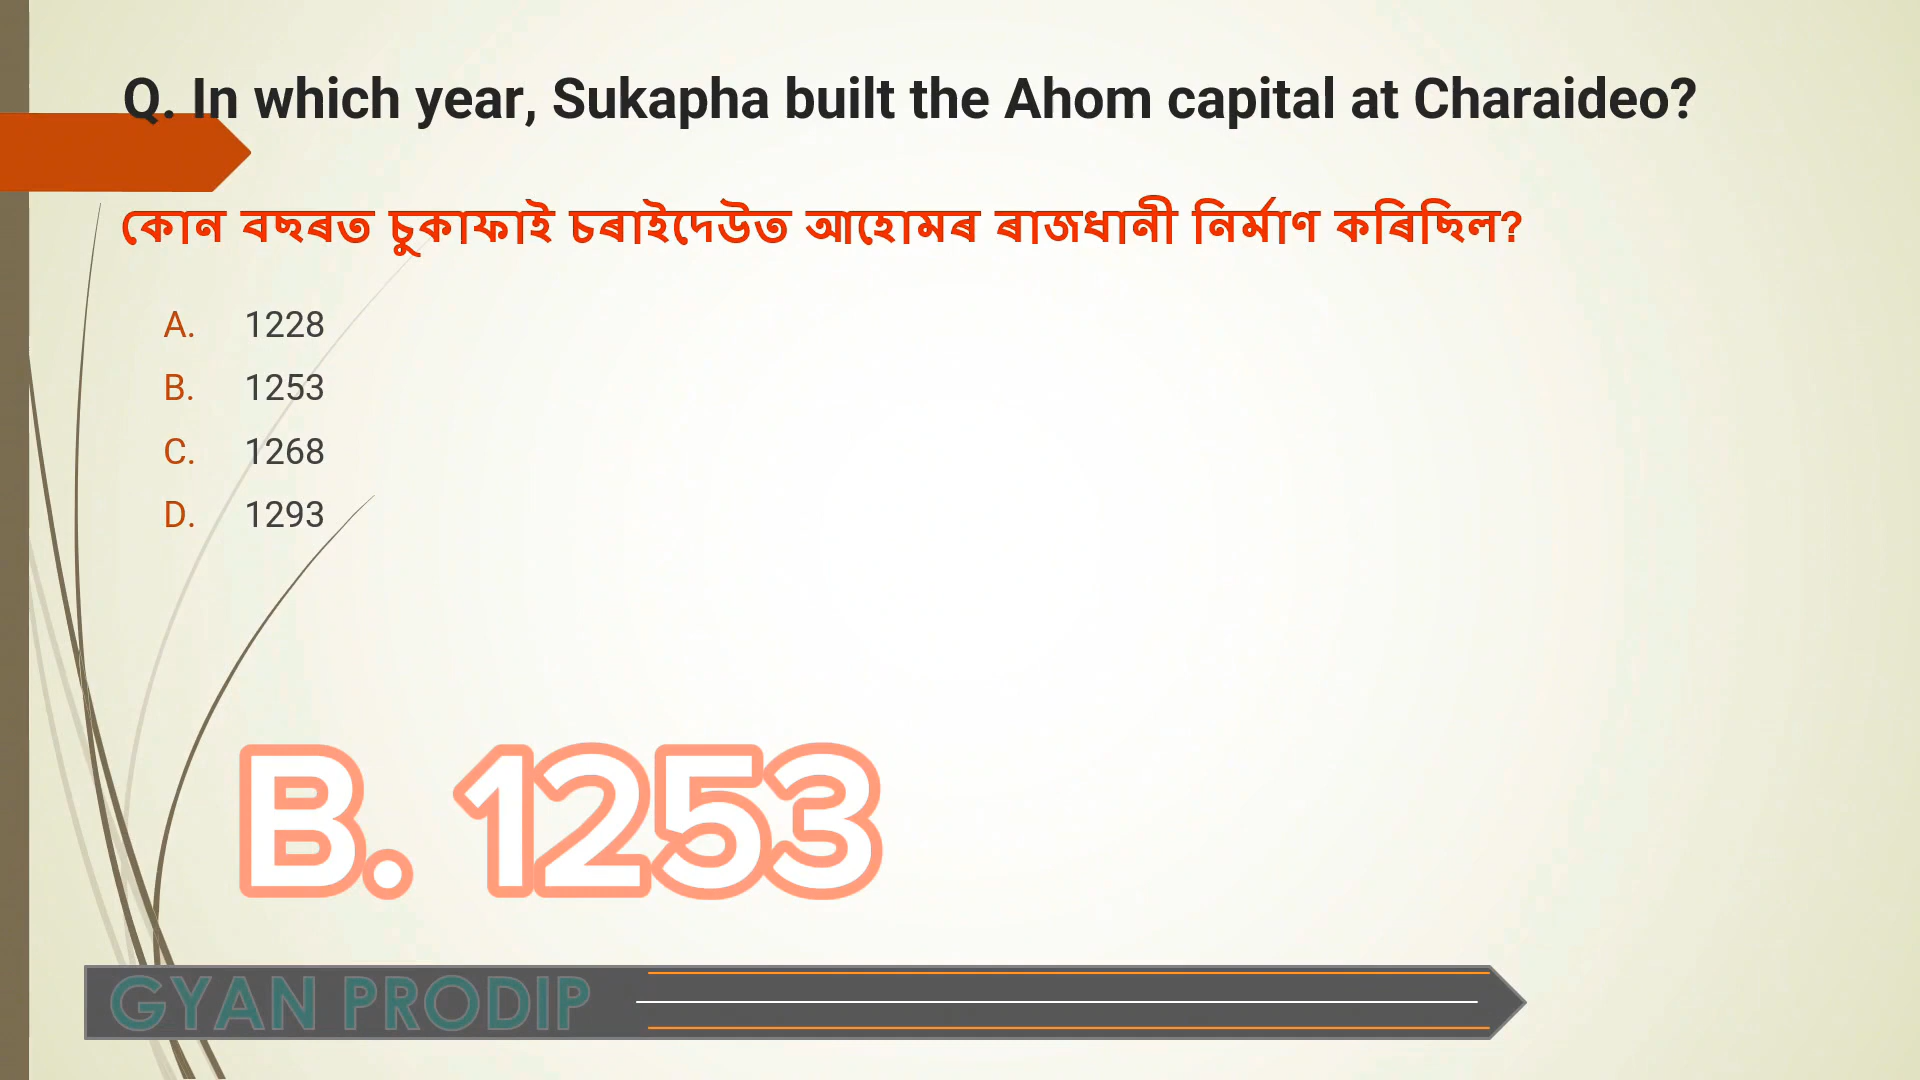 Q. In which year, Sukapha built the Ahom capital at Charaideo?
কোন বছৰত চুকাফাই চৰাইদেউত আহোমৰ ৰাজধানী নিৰ্মাণ কৰিছিল?
A. 1228
B. 1253
C. 1268
D. 1293
B. 1253
GYAN PRODIP